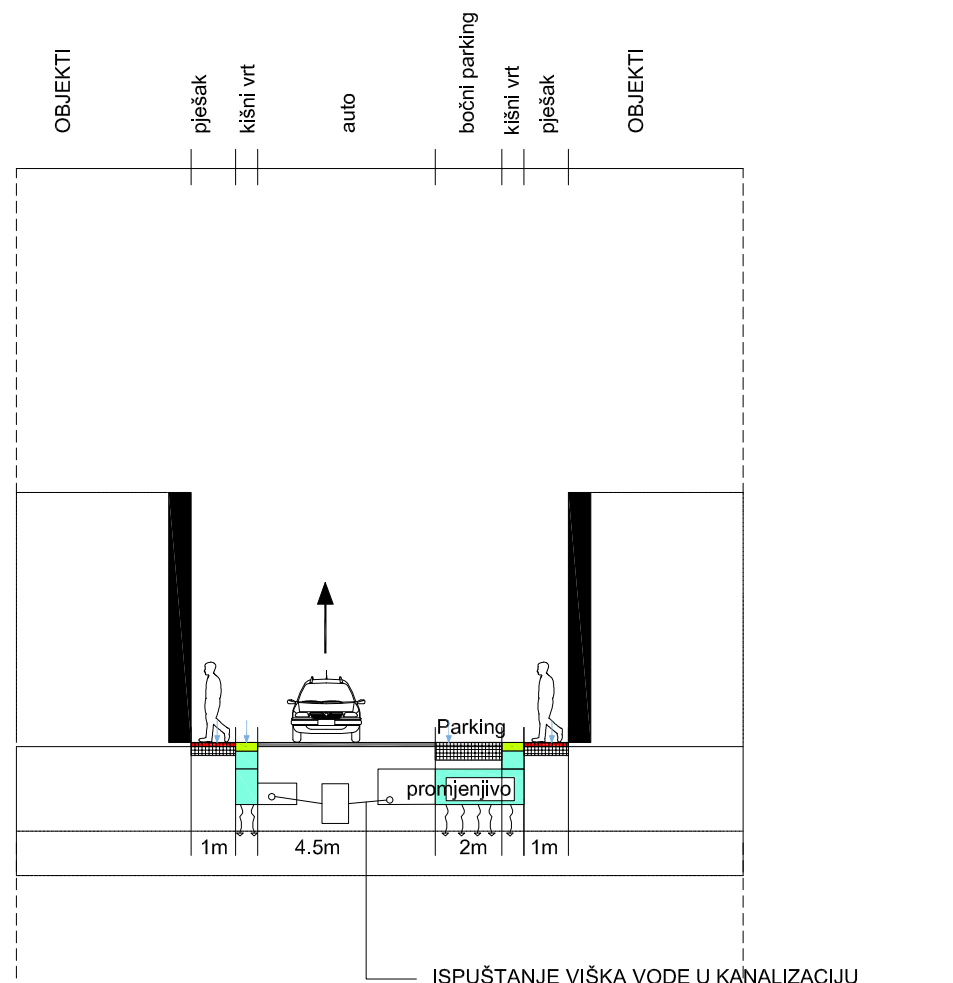 OBJEKTI
pješak
kišni vrt
auto
bočni parking
kišni vrt
pješak
OBJEKTI
Parking
promjenjivo
1m
4.5m
2m
1m
ISPUŠTANJE VIŠKA VODE U KANALIZACIJU